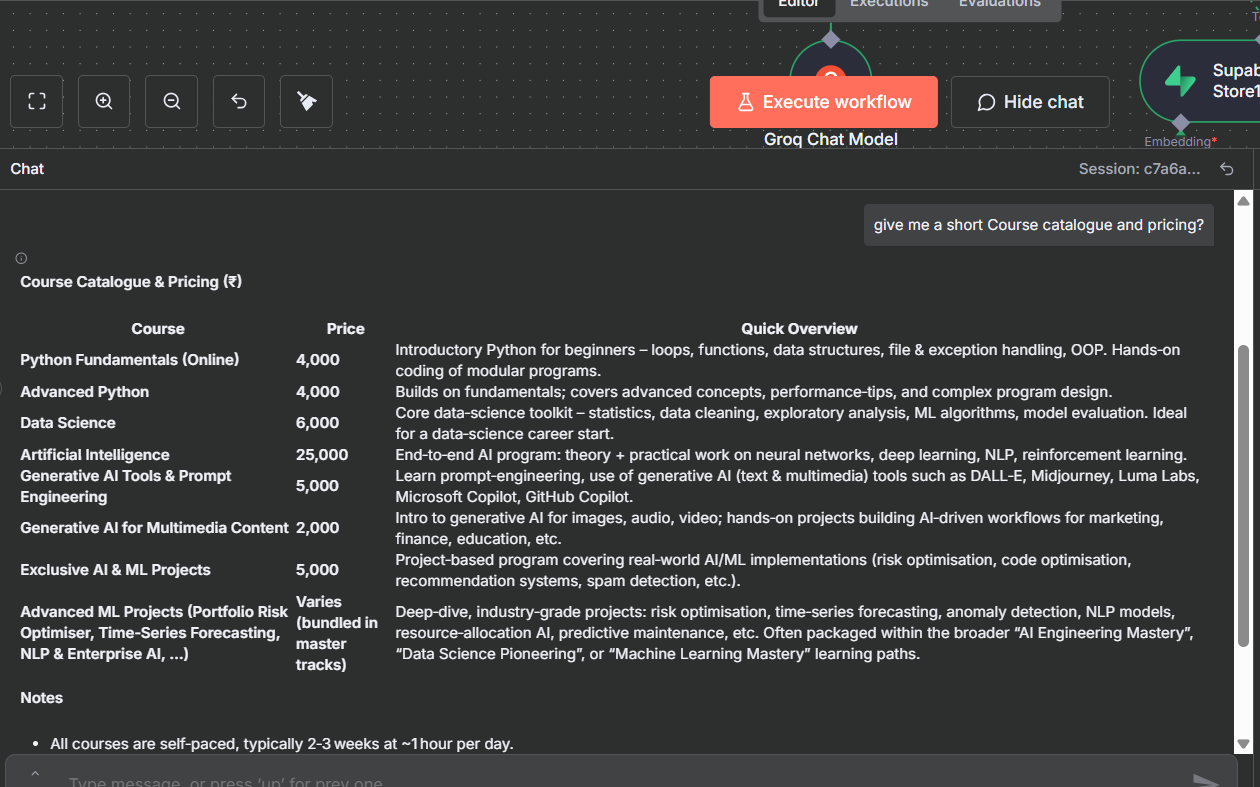 Editor Executions Evaluations
Supab
Store1
Execute workflow
Hide chat
Groq Chat Model
Embedding*
Chat
Session: c7a6a...
give me a short Course catalogue and pricing?
Course Catalogue & Pricing (₹)
Course Price Quick Overview
Python Fundamentals (Online) 4,000 Introductory Python for beginners – loops, functions, data structures, file & exception handling, OOP. Hands-on
coding of modular programs.
Advanced Python 4,000 Builds on fundamentals; covers advanced concepts, performance-tips, and complex program design.
Data Science 6,000 Core data-science toolkit – statistics, data cleaning, exploratory analysis, ML algorithms, model evaluation. Ideal
for a data-science career start.
Artificial Intelligence 25,000 End-to-end AI program: theory + practical work on neural networks, deep learning, NLP, reinforcement learning.
Generative AI Tools & Prompt
Engineering
5,000
Learn prompt-engineering, use of generative AI (text & multimedia) tools such as DALL-E, Midjourney, Luma Labs,
Microsoft Copilot, GitHub Copilot.
Generative AI for Multimedia Content 2,000 Intro to generative AI for images, audio, video; hands-on projects building AI-driven workflows for marketing,
finance, education, etc.
Exclusive AI & ML Projects 5,000 Project-based program covering real-world AI/ML implementations (risk optimisation, code optimisation,
recommendation systems, spam detection, etc.).
Advanced ML Projects (Portfolio Risk
Optimiser, Time-Series Forecasting,
NLP & Enterprise AI, ...)
Varies
(bundled in
master
tracks)
Deep-dive, industry-grade projects: risk optimisation, time-series forecasting, anomaly detection, NLP models,
resource-allocation AI, predictive maintenance, etc. Often packaged within the broader “AI Engineering Mastery”,
“Data Science Pioneering”, or “Machine Learning Mastery” learning paths.
Notes
• All courses are self-paced, typically 2-3 weeks at ~1 hour per day.
Type message, or press 'up' for prev one